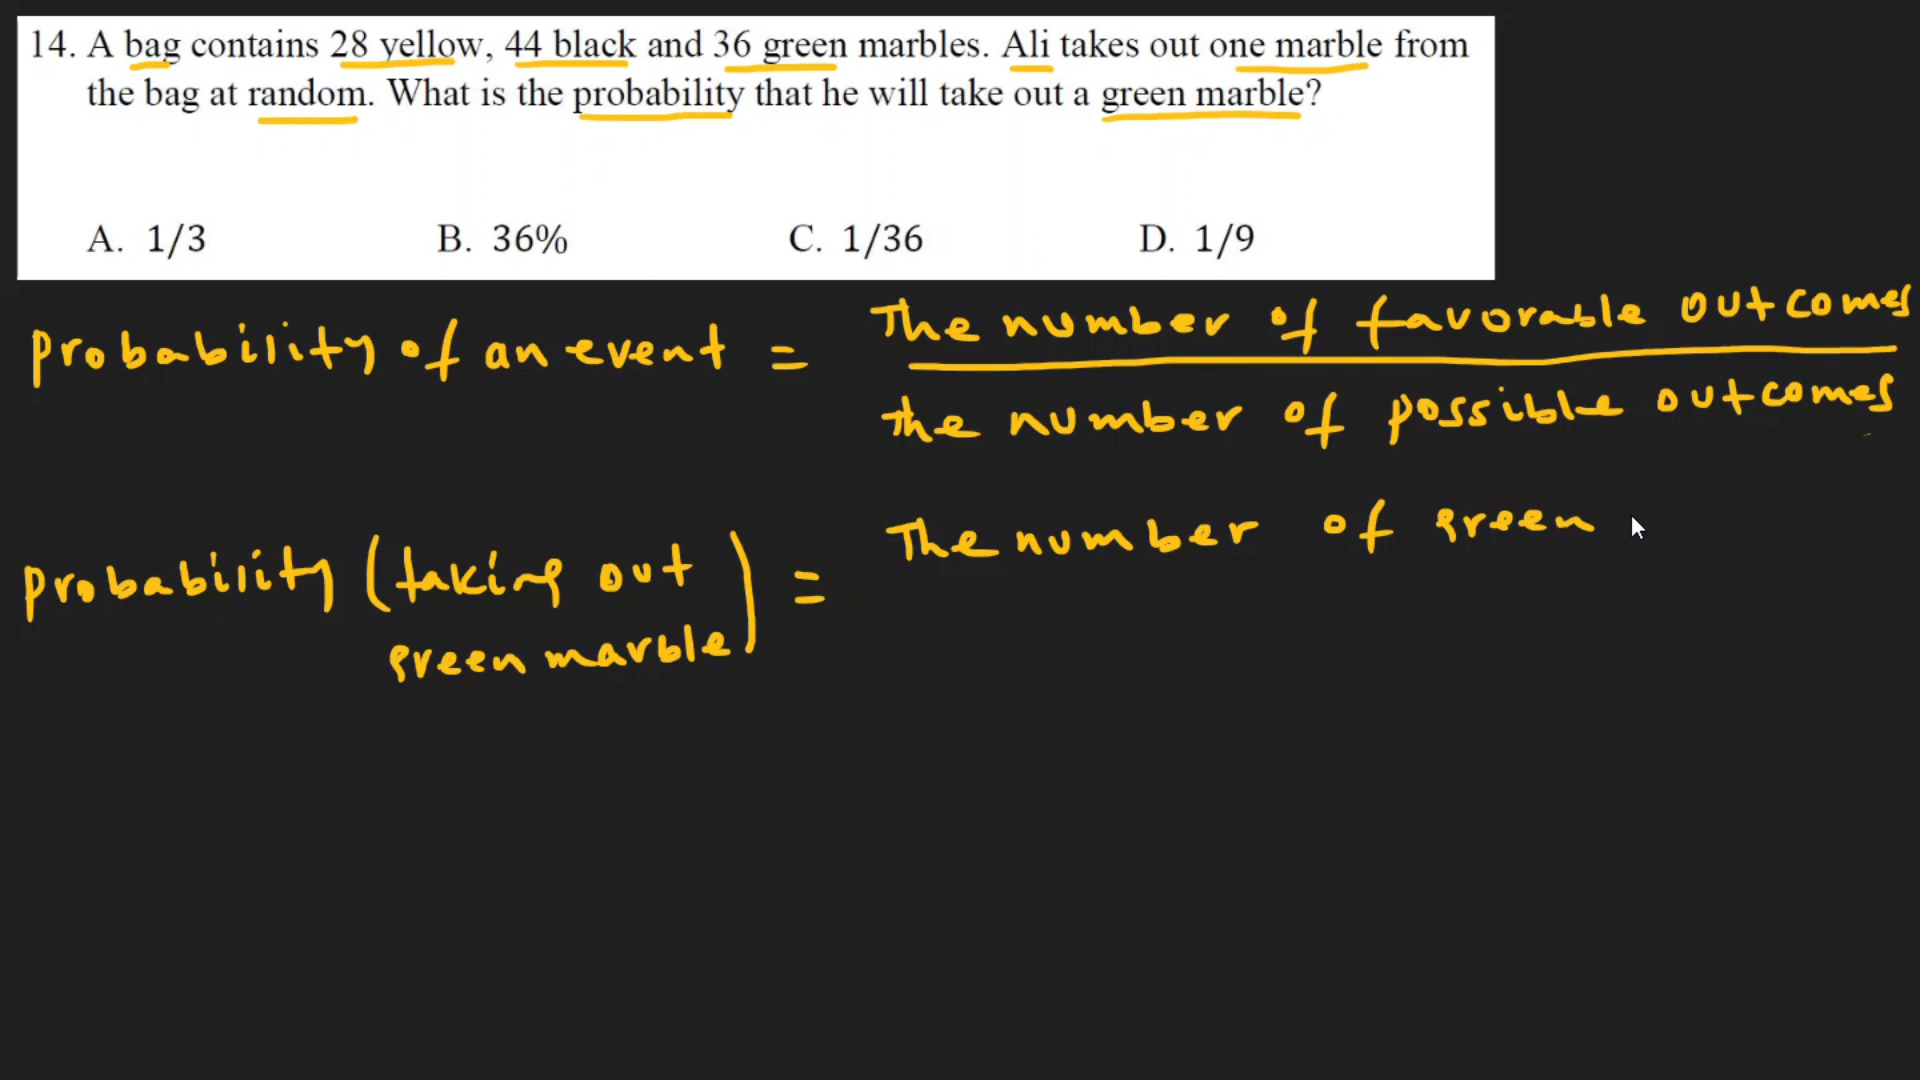 14. A bag contains 28 yellow, 44 black and 36 green marbles. Ali takes out one marble from
the bag at random. What is the probability that he will take out a green marble?
A. 1/3 B. 36% C. 1/36 D. 1/9
Probability of an event = The number of favorable outcomes
the number of possible outcomes
Probability (taking out = The number of green
green marble)